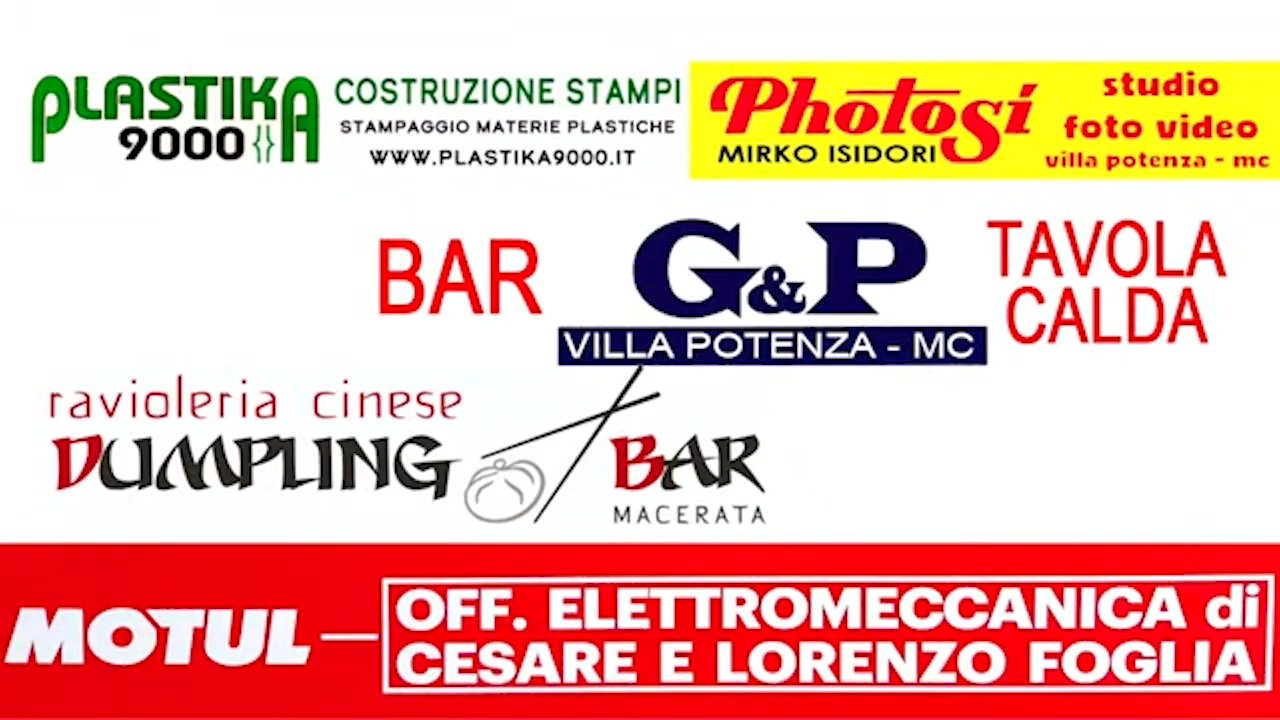 PLASTIKA
9000
COSTRUZIONE STAMPI
STAMPAGGIO MATERIE PLASTICHE
WWW.PLASTIKA9000.IT
PhotoSi
MIRKO ISIDORI
studio
foto video
villa potenza - mc
BAR
G&P
VILLA POTENZA - MC
TAVOLA
CALDA
ravioleria cinese
DUMPLING BAR
MACERATA
MOTUL
OFF. ELETTROMECCANICA di
CESARE E LORENZO FOGLIA